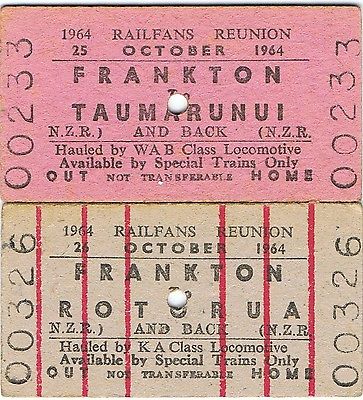 00233
1964 RAILFANS REUNION
25 OCTOBER 1964
FRANKTON
TAUMARUNUI
N.Z.R.) AND BACK (N.Z.R.
Hauled by WAB Class Locomotive
Available by Special Trains Only
OUT NOT TRANSFERABLE HOME
00233
00326
1964 RAILFANS REUNION
26 OCTOBER 1964
FRANKTON
ROTORUA
N.Z.R.) AND BACK (N.Z.R
Hauled by KA Class Locomotive
Available by Special Trains Only
OUT NOT TRANSFERABLE HOME
00326